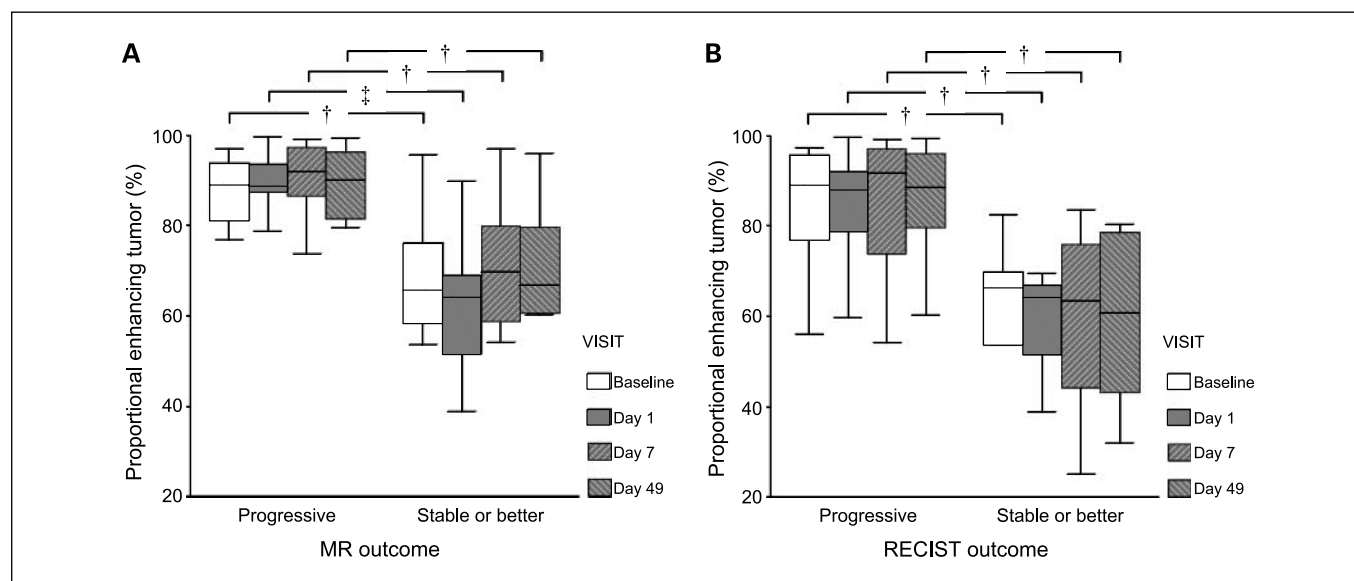 A
†
†
‡
†
Proportional enhancing tumor (%)
100
80
60
40
20
VISIT
Baseline
Day 1
Day 7
Day 49
Progressive
Stable or better
MR outcome
B
†
†
†
†
Proportional enhancing tumor (%)
100
80
60
40
20
VISIT
Baseline
Day 1
Day 7
Day 49
Progressive
Stable or better
RECIST outcome